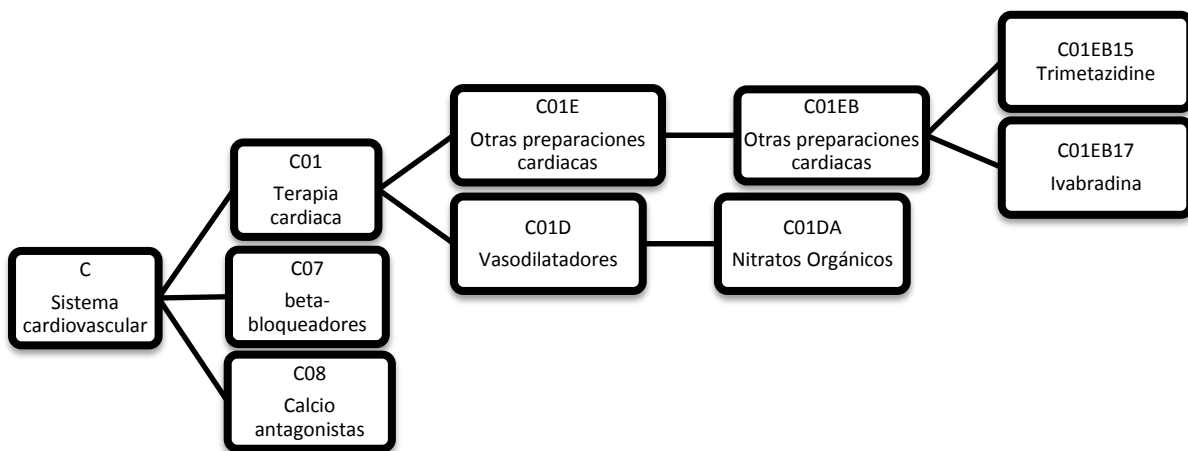 C
Sistema
cardiovascular
C01
Terapia
cardiaca
C07
beta-
bloqueadores
C08
Calcio
antagonistas
C01E
Otras preparaciones
cardiacas
C01D
Vasodilatadores
C01EB
Otras preparaciones
cardiacas
C01DA
Nitratos Orgánicos
C01EB15
Trimetazidine
C01EB17
Ivabradina